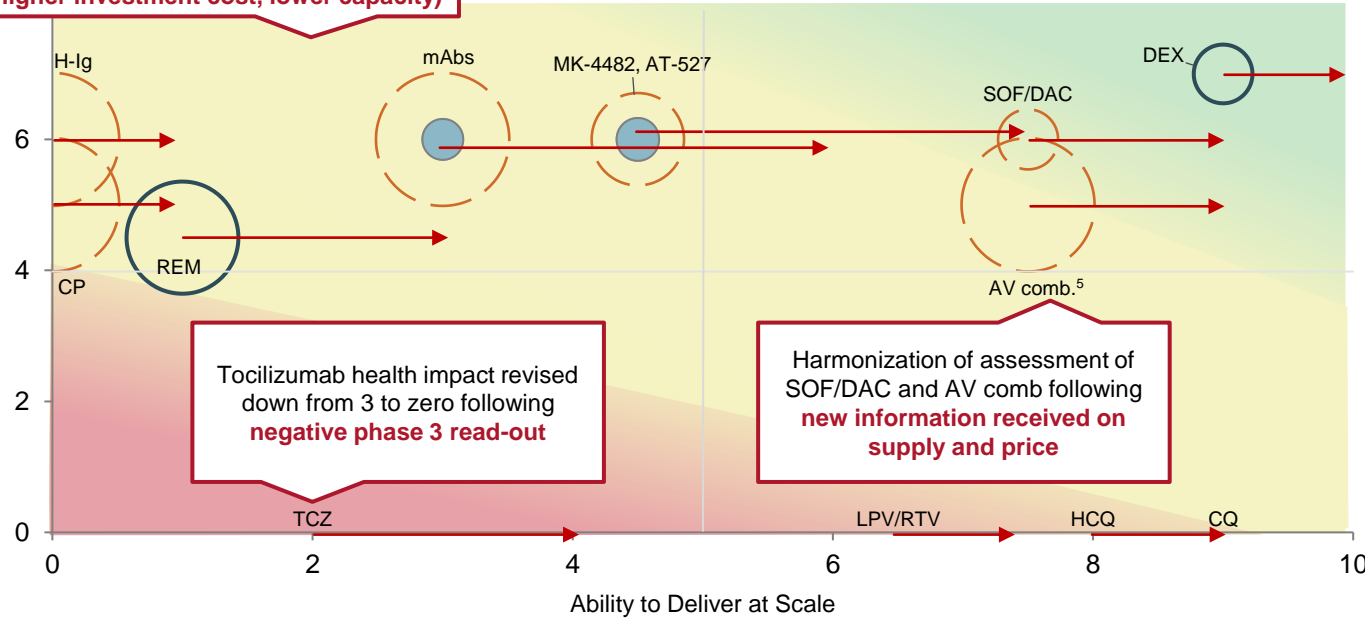 higher investment cost, lower capacity)
H-Ig
mAbs
MK-4482, AT-527
DEX
SOF/DAC
6
REM
4
CP
AV comb.5
Tocilizumab health impact revised
down from 3 to zero following
negative phase 3 read-out
Harmonization of assessment of
SOF/DAC and AV comb following
new information received on
supply and price
2
TCZ
LPV/RTV
HCQ
CQ
0
0
2
4
6
8
10
Ability to Deliver at Scale